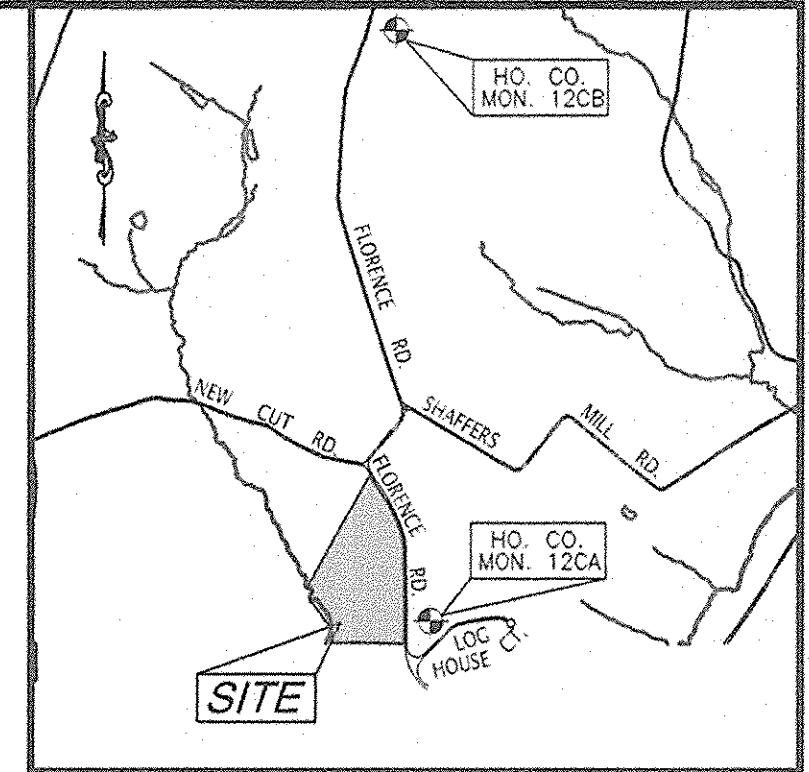 HO. CO.
MON. 12CB
FLORENCE RD.
NEW CUT RD.
SHAFFERS MILL RD.
FLORENCE RD.
HO. CO.
MON. 12CA
LOG
HOUSE
SITE